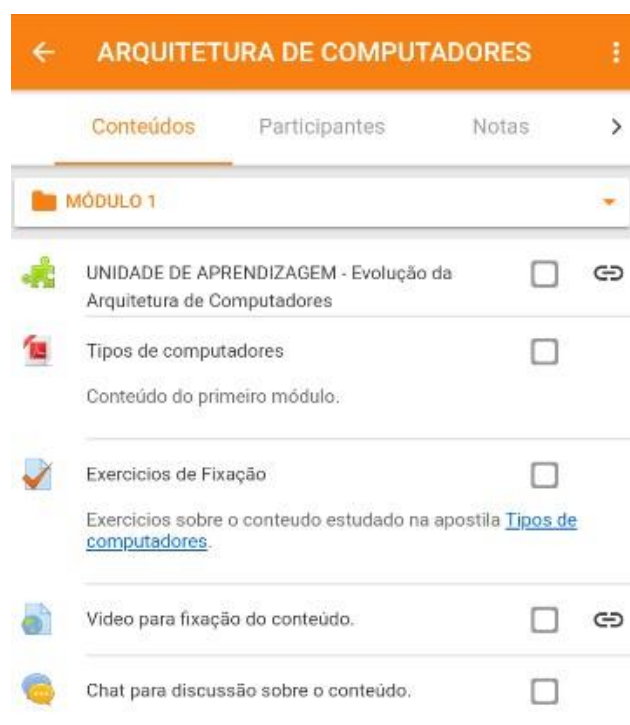 ARQUITETURA DE COMPUTADORES
Conteúdos Participantes Notas
MÓDULO 1
UNIDADE DE APRENDIZAGEM - Evolução da
Arquitetura de Computadores
Tipos de computadores
Conteúdo do primeiro módulo.
Exercicios de Fixação
Exercicios sobre o conteudo estudado na apostila Tipos de
computadores.
Video para fixação do conteúdo.
Chat para discussão sobre o conteúdo.